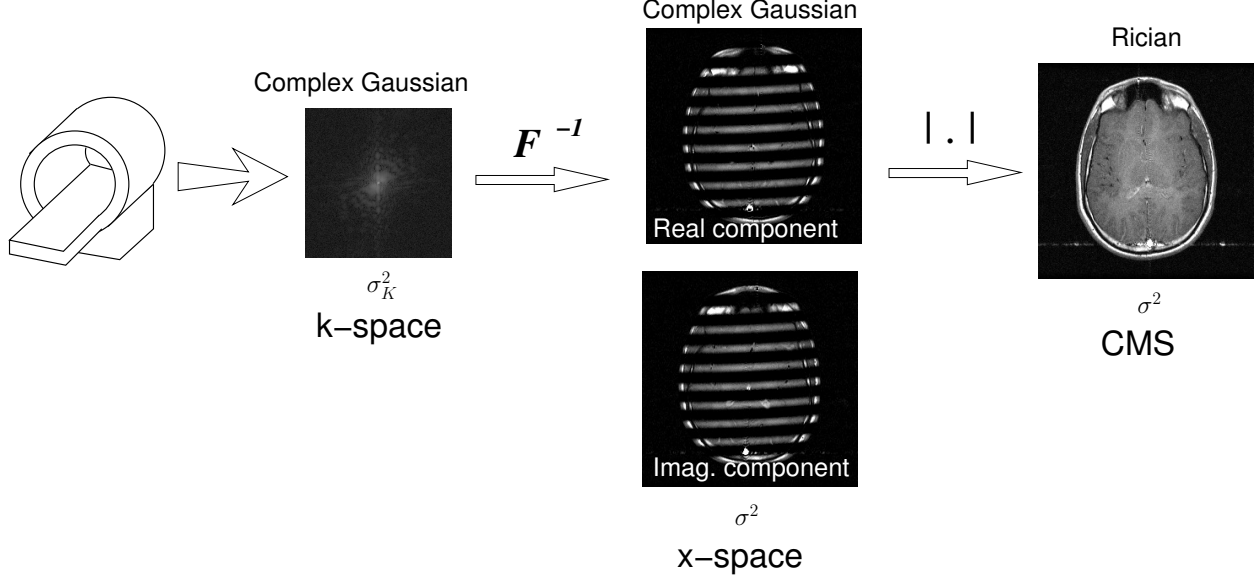 Complex Gaussian
σ²_K
k−space
F ⁻¹
Complex Gaussian
Real component
Imag. component
σ²
x−space
| . |
Rician
σ²
CMS